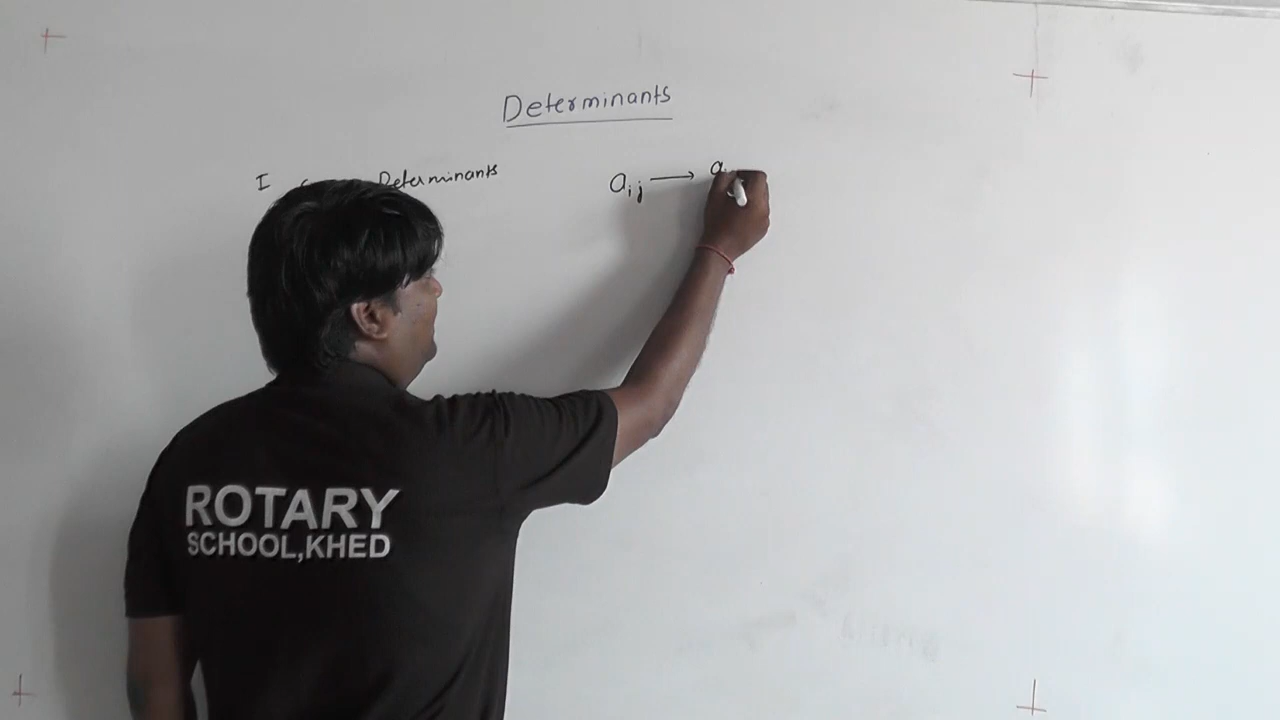 Determinants
I Determinants
aij → a
ROTARY
SCHOOL,KHED